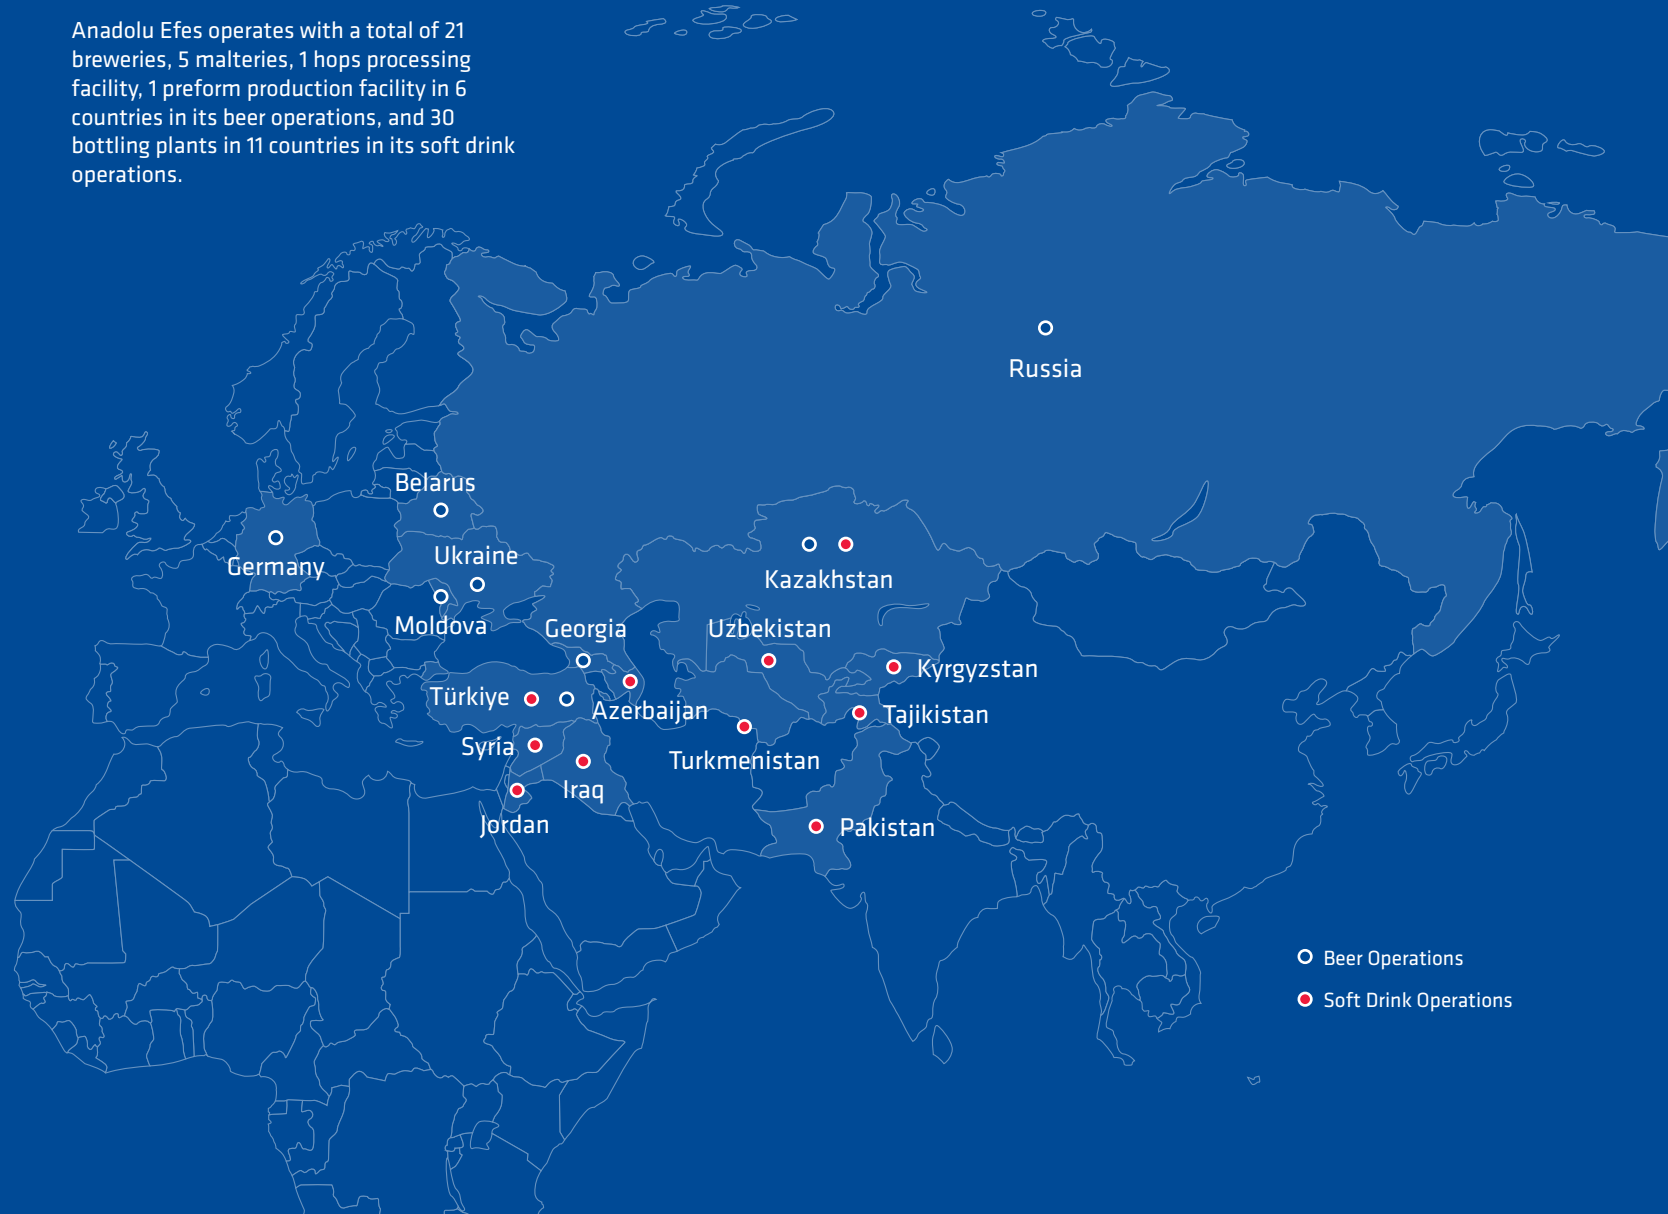 Anadolu Efes operates with a total of 21
breweries, 5 malteries, 1 hops processing
facility, 1 preform production facility in 6
countries in its beer operations, and 30
bottling plants in 11 countries in its soft drink
operations.
Russia
Belarus
Ukraine
Germany
Kazakhstan
Moldova
Georgia
Uzbekistan
Kyrgyzstan
Türkiye
Azerbaijan
Tajikistan
Syria
Turkmenistan
Iraq
Jordan
Pakistan
Beer Operations
Soft Drink Operations